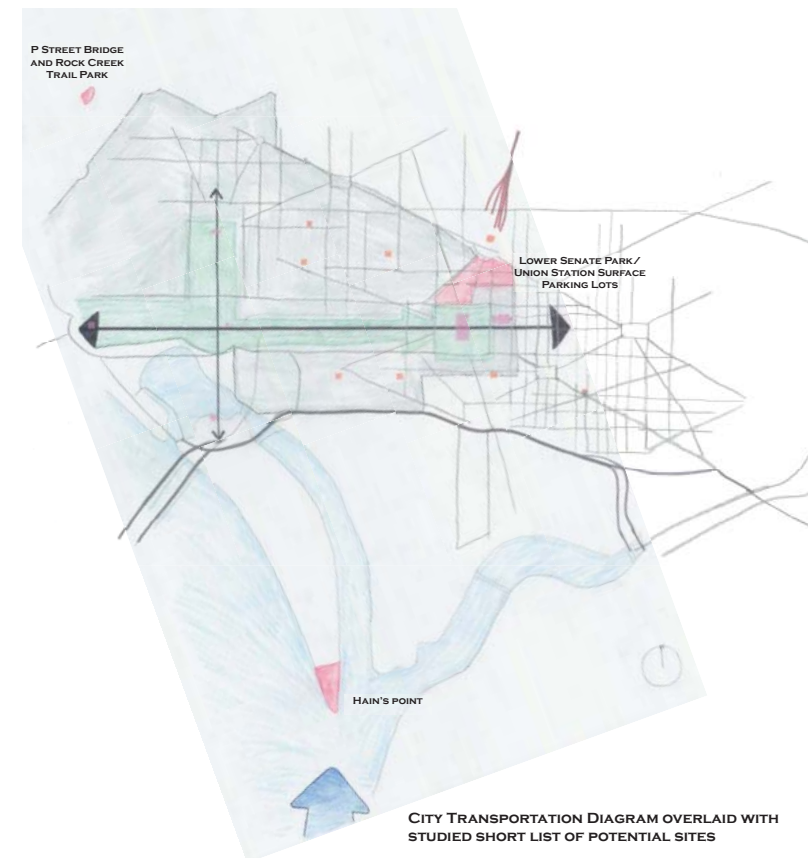 P Street Bridge
and Rock Creek
Trail Park
Lower Senate Park/
Union Station Surface
Parking Lots
Hain's point
City Transportation Diagram overlaid with
studied short list of potential sites